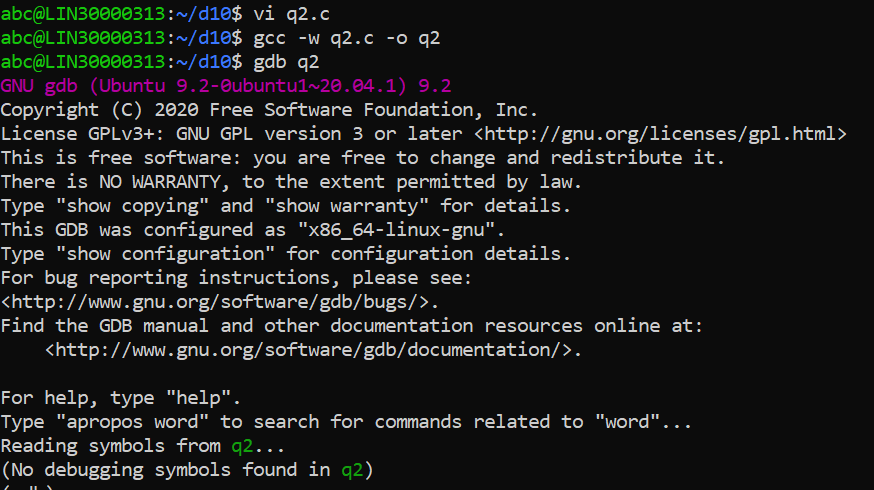 abc@LIN30000313:~/d10$ vi q2.c
abc@LIN30000313:~/d10$ gcc -w q2.c -o q2
abc@LIN30000313:~/d10$ gdb q2
GNU gdb (Ubuntu 9.2-0ubuntu1~20.04.1) 9.2
Copyright (C) 2020 Free Software Foundation, Inc.
License GPLv3+: GNU GPL version 3 or later <http://gnu.org/licenses/gpl.html>
This is free software: you are free to change and redistribute it.
There is NO WARRANTY, to the extent permitted by law.
Type "show copying" and "show warranty" for details.
This GDB was configured as "x86_64-linux-gnu".
Type "show configuration" for configuration details.
For bug reporting instructions, please see:
<http://www.gnu.org/software/gdb/bugs/>.
Find the GDB manual and other documentation resources online at:
    <http://www.gnu.org/software/gdb/documentation/>.

For help, type "help".
Type "apropos word" to search for commands related to "word"...
Reading symbols from q2...
(No debugging symbols found in q2)